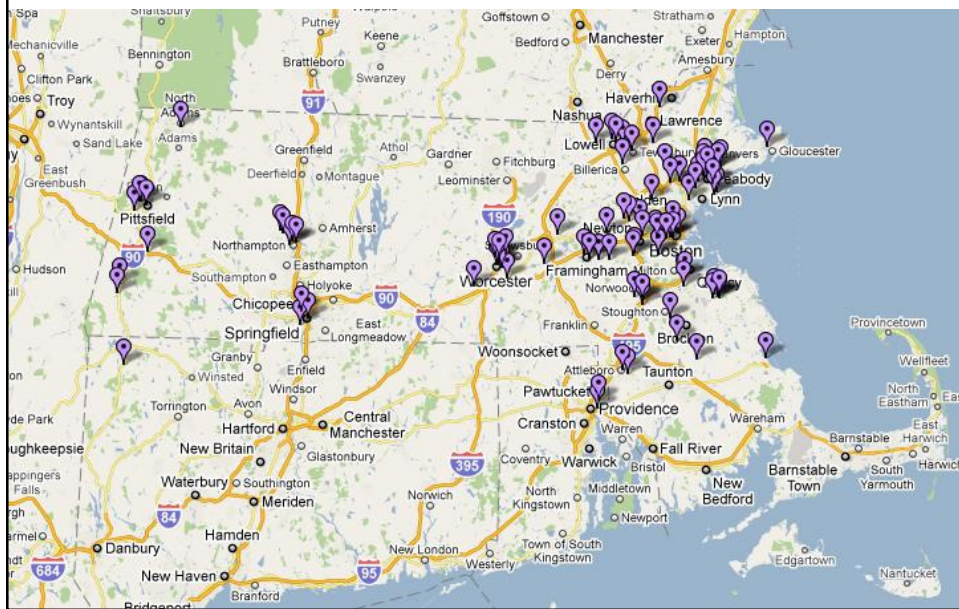 Spa
Shaftsbury
Putney
Goffstown
Stratham
Hampton
Manchester
Mechanicville
Bennington
Keene
Bedford
Exeter
Clifton Park
Brattleboro
Swanzey
Derry
Amesbury
Troy
North
Adams
91
Nashua
Haverhill
Wynantskill
Lawrence
Sand Lake
Adams
Greenfield
Athol
Gardner
Fitchburg
Lowell
Gloucester
East
Greenbush
Deerfield
Montague
Leominster
Billerica
Peabody
Lynn
Pittsfield
190
Northampton
Amherst
Newton
Boston
90
Hudson
Easthampton
Southampton
Worcester
Framingham
Milton
Holyoke
Chicopee
90
Norwood
Springfield
East
Longmeadow
84
Franklin
Stoughton
Brockton
Granby
Enfield
Woonsocket
Provincetown
Winsted
Windsor
Attleboro
Taunton
Wellfleet
Torrington
Avon
Pawtucket
Providence
North
Eastham
Hartford
Central
Manchester
Cranston
Warren
Wareham
East
Harwich
New Britain
Glastonbury
Coventry
Warwick
Bristol
Fall River
Barnstable
Harwich
395
Barnstable
Town
South
Yarmouth
Waterbury
Southington
Meriden
Norwich
North
Kingstown
Middletown
New
Bedford
84
Newport
Danbury
Hamden
New London
Westerly
Town of South
Kingstown
Edgartown
684
New Haven
95
Nantucket
Branford
Bridgeport